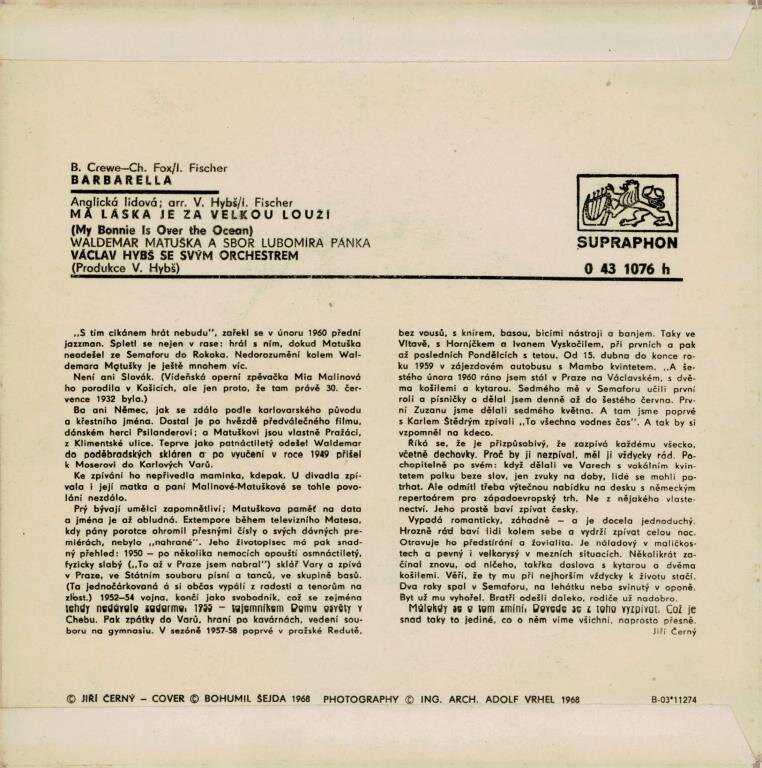 B. Crewe–Ch. Fox/I. Fischer
BARBARELLA
Anglická lidová; arr. V. Hybš/I. Fischer
MÁ LÁSKA JE ZA VELKOU LOUŽÍ
(My Bonnie Is Over the Ocean)
WALDEMAR MATUŠKA A SBOR LUBOMÍRA PÁNKA
VÁCLAV HYBŠ SE SVÝM ORCHESTREM
(Produkce V. Hybš)
SUPRAPHON
0 43 1076 h
„S tím cikánem hrát nebudu", zařekl se v únoru 1960 přední
jazzman. Spletl se nejen v rase: hrál s ním, dokud Matuška
neodešel ze Semaforu do Rokoka. Nedorozumění kolem Wal-
demara Matušky je ještě mnohem víc.
Není ani Slovák. (Vídeňská operní zpěvačka Mia Malinová
ho porodila v Košicích, ale jen proto, že tam právě 30. čer-
vence 1932 byla.)
Ba ani Němec, jak se zdálo podle karlovarského původu
a křestního jména. Dostal je po hvězdě předválečného filmu,
dánském herci Psilanderovi; a Matuškovi jsou vlastně Pražáci,
z Klimentské ulice. Teprve jako patnáctiletý odešel Waldemar
do poděbradských skláren a po vyučení v roce 1949 přišel
k Moserovi do Karlových Varů.
Ke zpívání ho nepřivedla maminka, kdepak. U divadla zpí-
vala i její matka a paní Malinové-Matuškové se tohle povo-
lání nezdálo.
Prý bývají umělci zapomnětliví; Matuškova paměť na data
a jména je až obludná. Extempore během televizního Matesa,
kdy pány porotce ohromil přesnými čísly o svých dávných pre-
miérách, nebylo „nahrané". Jeho životopisec má pak snad-
ný přehled: 1950 – po několika nemocích opouští osmnáctiletý,
fyzicky slabý („To až v Praze jsem nabral") sklář Vary a zpívá
v Praze, ve Státním souboru písní a tanců, ve skupině basů.
(Ta jednočárkovaná á si občas vypálí z radosti a tenorům na
zlost.) 1952–54 vojna, končí jako svobodník, což se zejména
tehdy nedávalo zadarmo; 1955 – tajemníkem Domu osvěty v
Chebu. Pak zpátky do Varů, hraní po kavárnách, vedení sou-
boru na gymnasiu. V sezóně 1957-58 poprvé v pražské Redutě,
bez vousů, s knírem, basou, bicími nástroji a banjem. Taky ve
Vltavě, s Horníčkem a Ivanem Vyskočilem, při prvních a pak
až posledních Pondělcích s tetou. Od 15. dubna do konce ro-
ku 1959 v zájezdovém autobusu s Mambo kvintetem. „A še-
stého února 1960 ráno jsem stál v Praze na Václavském, s dvě-
ma košilemi a kytarou. Sedmého mě v Semaforu učili první
roli a písničky a dělal jsem denně až do šestého června. Prv-
ní Zuzanu jsme dělali sedmého května. A tam jsme poprvé
s Karlem Štědrým zpívali „To všechno vodnes čas". A tak by si
vzpomněl na kdeco.
Říká se, že je přizpůsobivý, že zazpívá každému všecko,
včetně dechovky. Proč by ji nezpíval, měl ji vždycky rád. Po-
chopitelně po svém: když dělali ve Varech s vokálním kvin-
tetem polku beze slov, jen zvuky na doby, lidé se mohli po-
trhat. Ale odmítl třeba výtečnou nabídku na desku s německým
repertoárem pro západoevropský trh. Ne z nějakého vlaste-
nectví. Jeho prostě baví zpívat česky.
Vypadá romanticky, záhadně – a je docela jednoduchý.
Hrozně rád baví lidi kolem sebe a vydrží zpívat celou noc.
Otravuje ho předstírání a žovialita. Je náladový v maličkos-
tech a pevný i velkorysý v mezních situacích. Několikrát za-
čínal znovu, od ničeho, takřka doslova s kytarou a dvěma
košilemi. Věří, že ty mu při nejhorším vždycky k životu stačí.
Dva roky spal v Semaforu, na lehátku nebo svinutý v oponě.
Byt už mu vyhořel. Bratři odešli daleko, rodiče už nadobro.
Málokdy se o tom zmíní. Dovede se z toho vyzpívat. Což je
snad taky to jediné, co o něm víme všichni, naprosto přesně.
Jiří Černý
© JIŘÍ ČERNÝ – COVER © BOHUMIL ŠEJDA 1968 PHOTOGRAPHY © ING. ARCH. ADOLF VRHEL 1968
B-03*11274